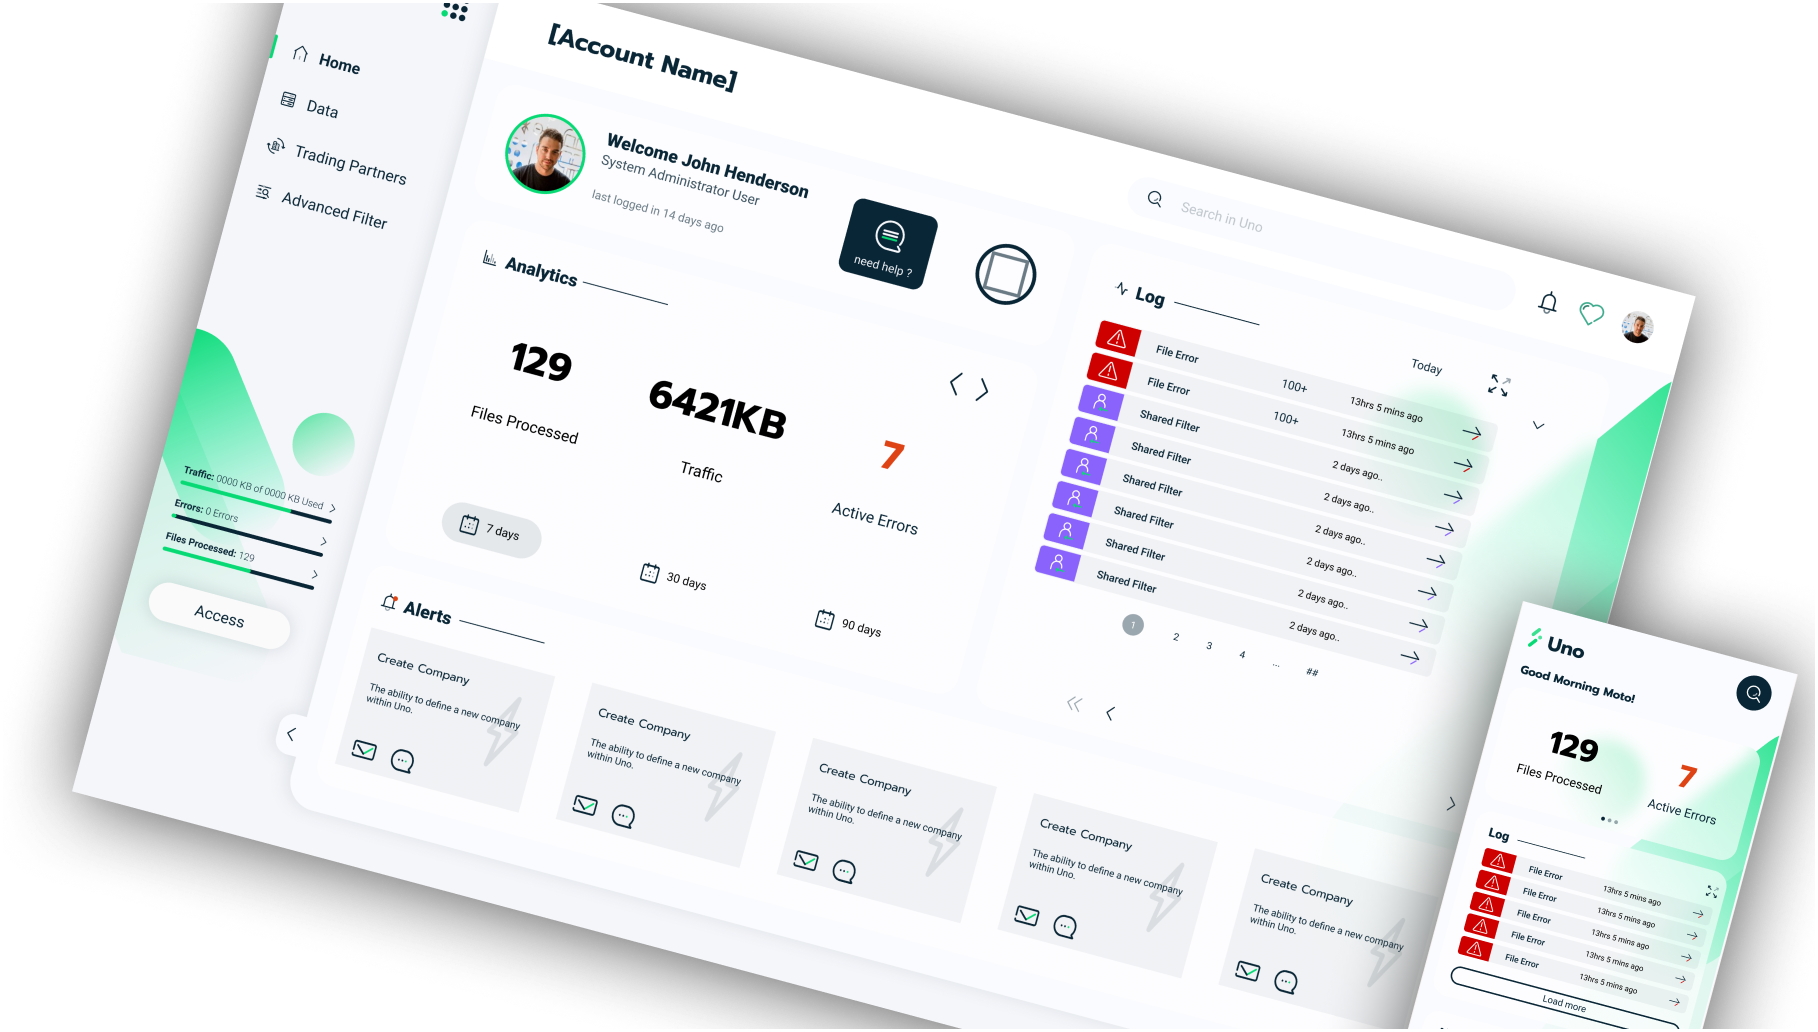 Home
Data
Trading Partners
Advanced Filter
Traffic: 0000 KB of 0000 KB Used
Errors: 0 Errors
Files Processed: 129
Access
[Account Name]
Welcome John Henderson
System Administrator User
last logged in 14 days ago
need help ?
Search in Uno
Analytics
129
Files Processed
6421KB
Traffic
7
Active Errors
7 days
30 days
90 days
Log
Today
File Error 100+ 13hrs 5 mins ago
File Error 100+ 13hrs 5 mins ago
Shared Filter 2 days ago..
Shared Filter 2 days ago..
Shared Filter 2 days ago..
Shared Filter 2 days ago..
Shared Filter 2 days ago..
Shared Filter 2 days ago..
1 2 3 4 ... ##
Alerts
Create Company
The ability to define a new company
within Uno.
Create Company
The ability to define a new company
within Uno.
Create Company
The ability to define a new company
within Uno.
Create Company
The ability to define a new company
within Uno.
Create Company
The ability to define a new company
within Uno.
Uno
Good Morning Moto!
129
Files Processed
7
Active Errors
Log
File Error 13hrs 5 mins ago
File Error 13hrs 5 mins ago
File Error 13hrs 5 mins ago
File Error 13hrs 5 mins ago
File Error 13hrs 5 mins ago
Load more